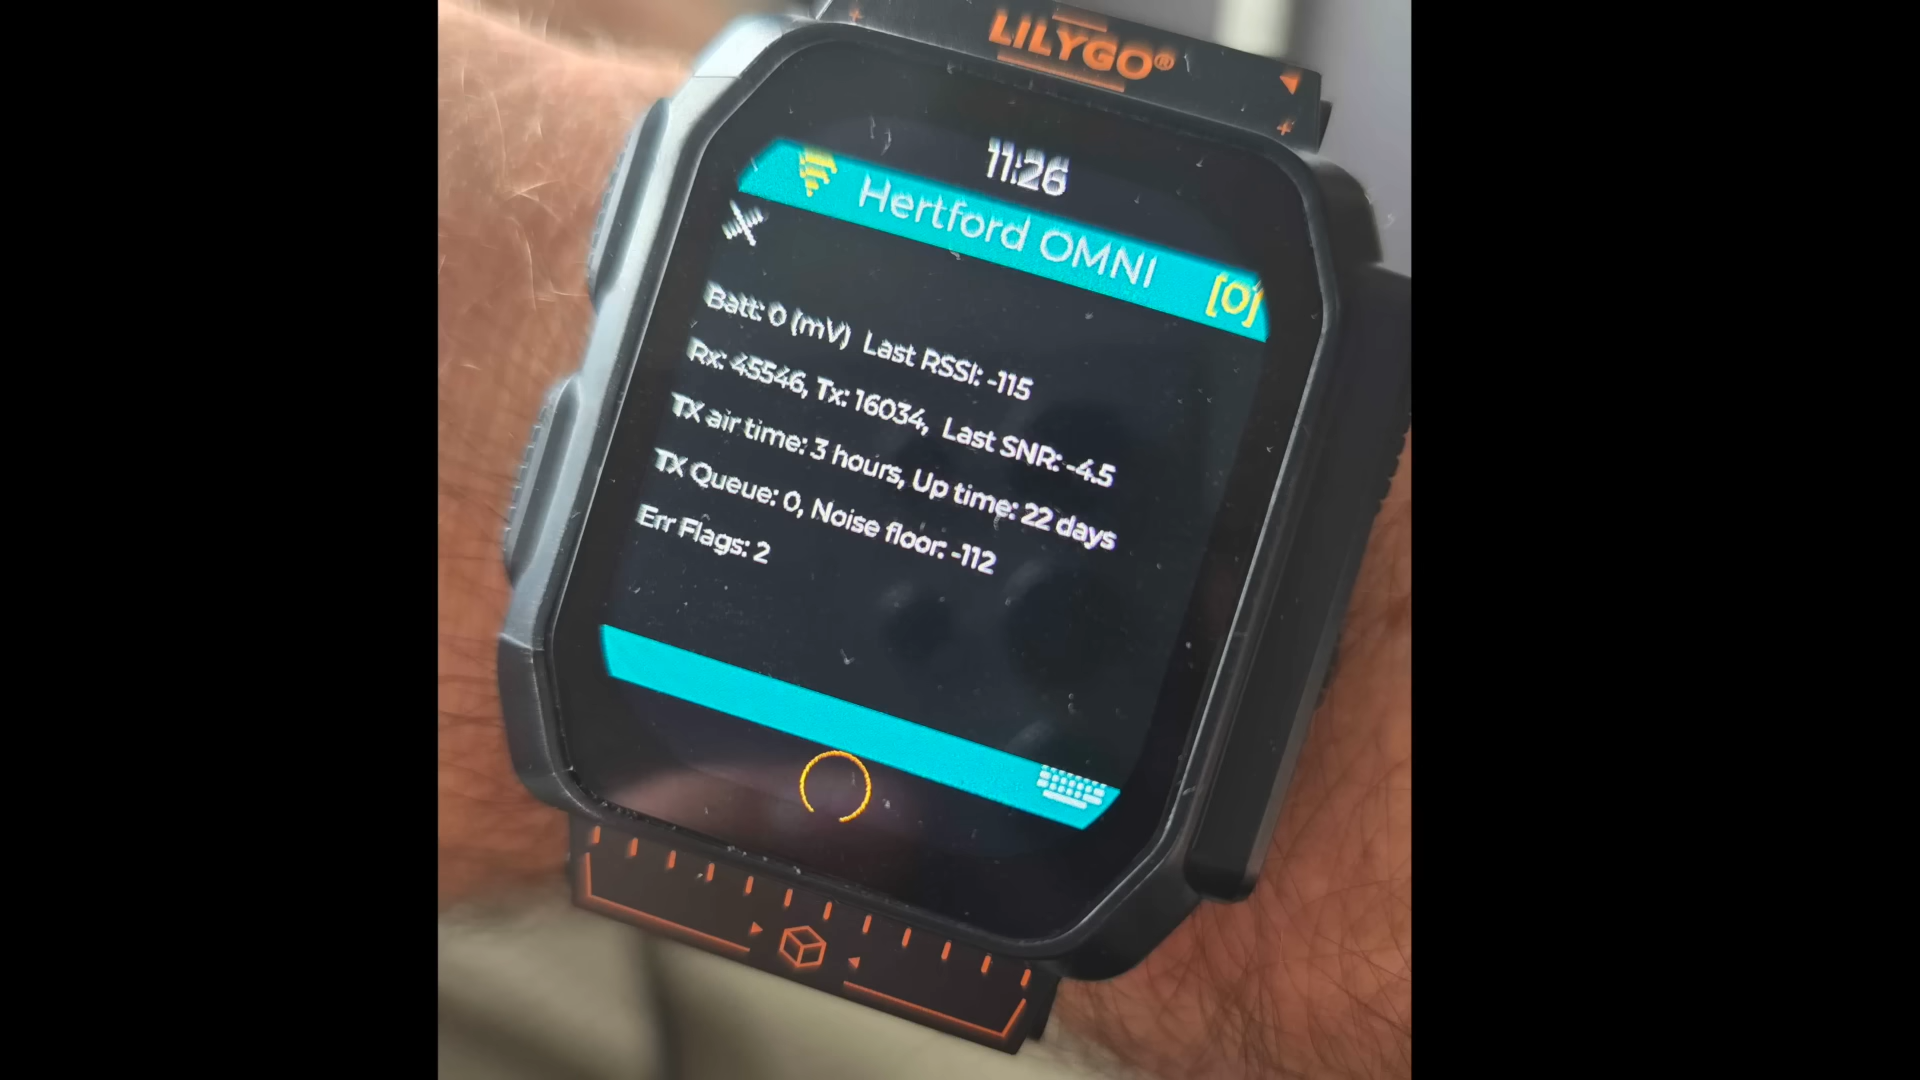 LILYGO®
11:26
Hertford OMNI
[0]
Batt: 0 (mV) Last RSSI: -115
Rx: 45546, Tx: 16034, Last SNR: -4.5
TX air time: 3 hours, Up time: 22 days
TX Queue: 0, Noise floor: -112
Err Flags: 2